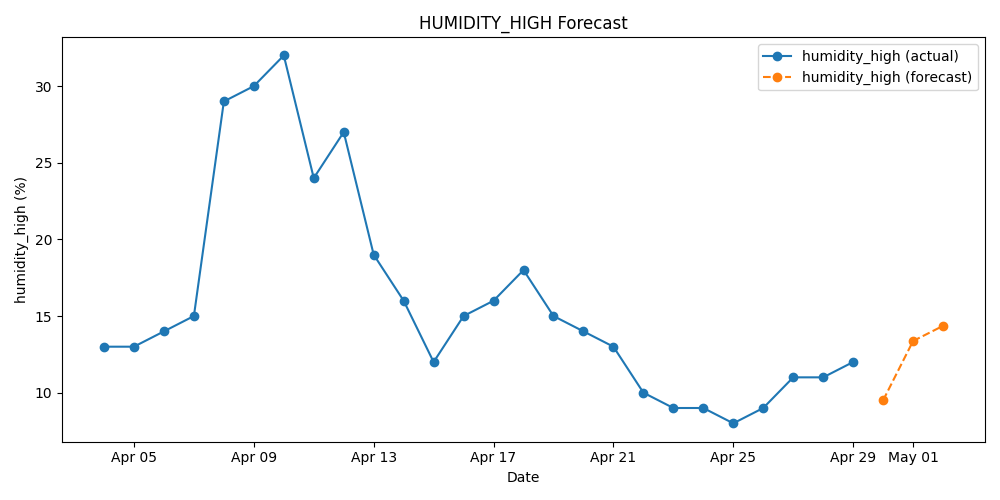 HUMIDITY_HIGH Forecast
humidity_high (actual)
humidity_high (forecast)
humidity_high (%)
30
25
20
15
10
Apr 05 Apr 09 Apr 13 Apr 17 Apr 21 Apr 25 Apr 29 May 01
Date